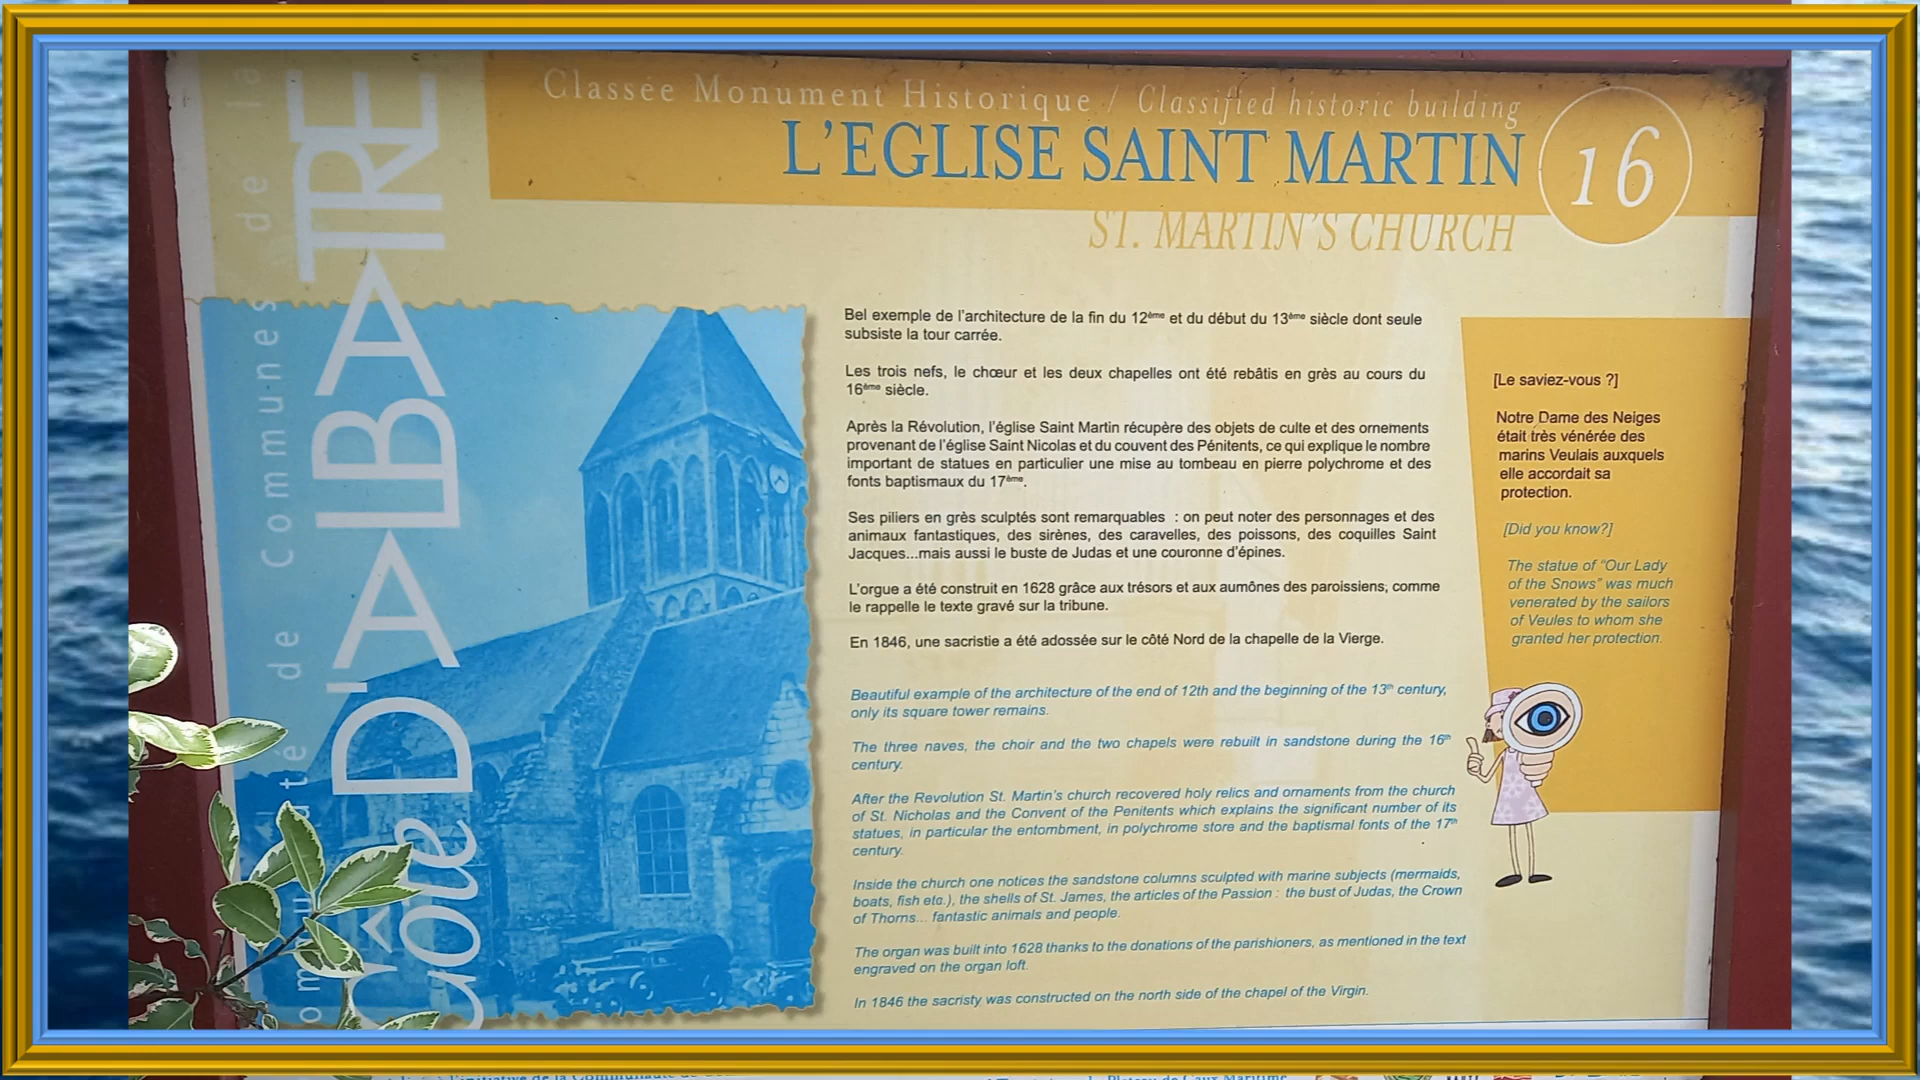 Classée Monument Historique / Classified historic building
L'EGLISE SAINT MARTIN
16
ST. MARTIN'S CHURCH
de Communes de la
Côte D'ALBATRE
Bel exemple de l'architecture de la fin du 12ème et du début du 13ème siècle dont seule
subsiste la tour carrée.
Les trois nefs, le chœur et les deux chapelles ont été rebâtis en grès au cours du
16ème siècle.
Après la Révolution, l'église Saint Martin récupère des objets de culte et des ornements
provenant de l'église Saint Nicolas et du couvent des Pénitents, ce qui explique le nombre
important de statues en particulier une mise au tombeau en pierre polychrome et des
fonts baptismaux du 17ème.
Ses piliers en grès sculptés sont remarquables : on peut noter des personnages et des
animaux fantastiques, des sirènes, des caravelles, des poissons, des coquilles Saint
Jacques...mais aussi le buste de Judas et une couronne d'épines.
L'orgue a été construit en 1628 grâce aux trésors et aux aumônes des paroissiens, comme
le rappelle le texte gravé sur la tribune.
En 1846, une sacristie a été adossée sur le côté Nord de la chapelle de la Vierge.
Beautiful example of the architecture of the end of 12th and the beginning of the 13th century,
only its square tower remains.
The three naves, the choir and the two chapels were rebuilt in sandstone during the 16th
century.
After the Revolution St. Martin's church recovered holy relics and ornaments from the church
of St. Nicholas and the Convent of the Penitents which explains the significant number of its
statues, in particular the entombment, in polychrome store and the baptismal fonts of the 17th
century.
Inside the church one notices the sandstone columns sculpted with marine subjects (mermaids,
boats, fish etc.), the shells of St. James, the articles of the Passion : the bust of Judas, the Crown
of Thorns... fantastic animals and people.
The organ was built into 1628 thanks to the donations of the parishioners, as mentioned in the text
engraved on the organ loft.
In 1846 the sacristy was constructed on the north side of the chapel of the Virgin.
[Le saviez-vous ?]
Notre Dame des Neiges
était très vénérée des
marins Veulais auxquels
elle accordait sa
protection.
[Did you know?]
The statue of "Our Lady
of the Snows" was much
venerated by the sailors
of Veules to whom she
granted her protection.